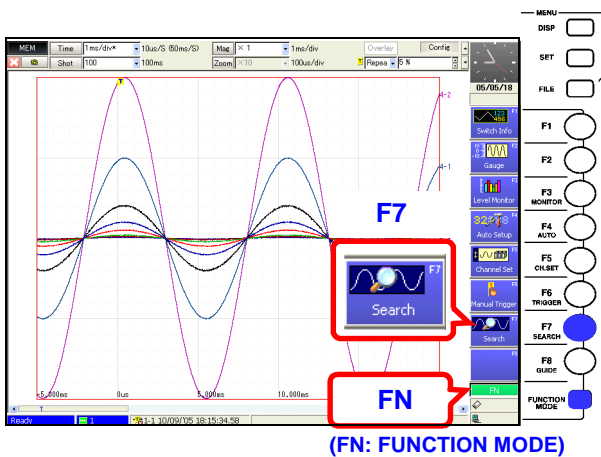 MENU
DISP
SET
FILE
MEM Time 1ms/div* 10us/S (50ms/S) Mag × 1 1ms/div Overlay Config
Shot 100 100ms Zoom ×10 100us/div T Repea 5 %
05/05/18
T
4-2
4-1
F1
Switch Info
F2
Gauge
F3
Level Monitor
F4
Auto Setup
F5
Channel Set
F6
Manual Trigger
F7
Search
F8
FN
F7
F7
Search
FN
-5.000ms 0us 5.000ms 10.000ms
T
Ready 1 1-1 10/09/'05 18:15:34.58
F1
F2
F3
MONITOR
F4
AUTO
F5
CH.SET
F6
TRIGGER
F7
SEARCH
F8
GUIDE
FUNCTION
MODE
(FN: FUNCTION MODE)